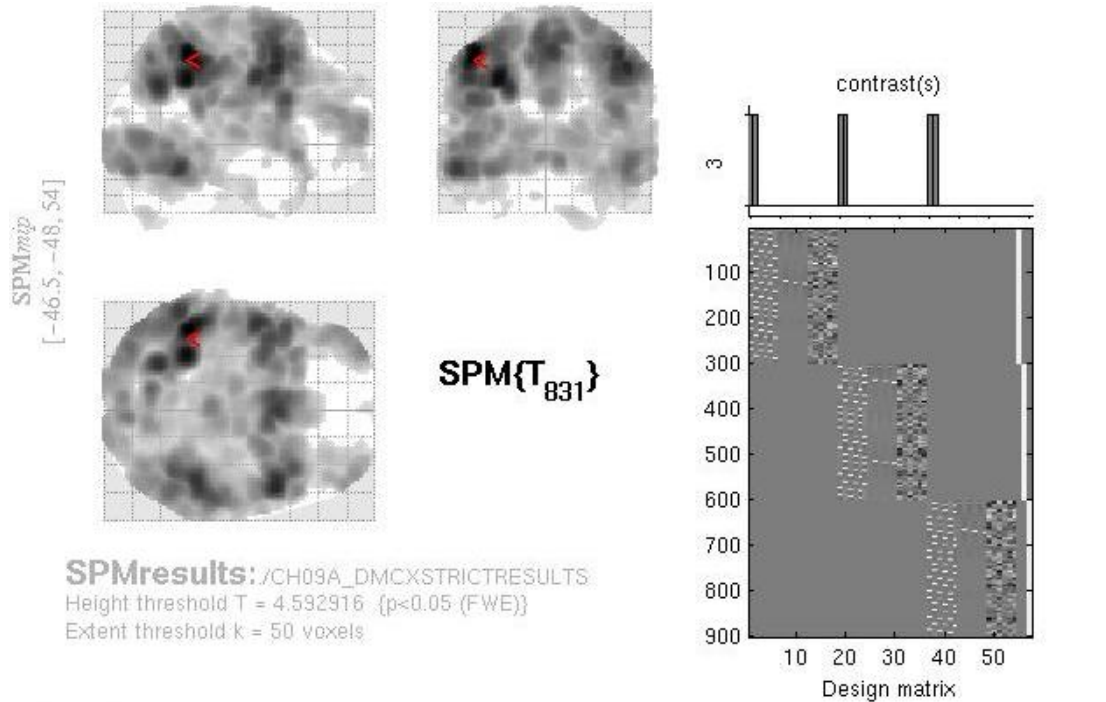 SPMmip
[−46.5, −48, 54]
SPM{T831}
SPMresults: ./CH09A_DMCXSTRICTRESULTS
Height threshold T = 4.592916 {p<0.05 (FWE)}
Extent threshold k = 50 voxels
contrast(s)
3
100
200
300
400
500
600
700
800
900
10 20 30 40 50
Design matrix